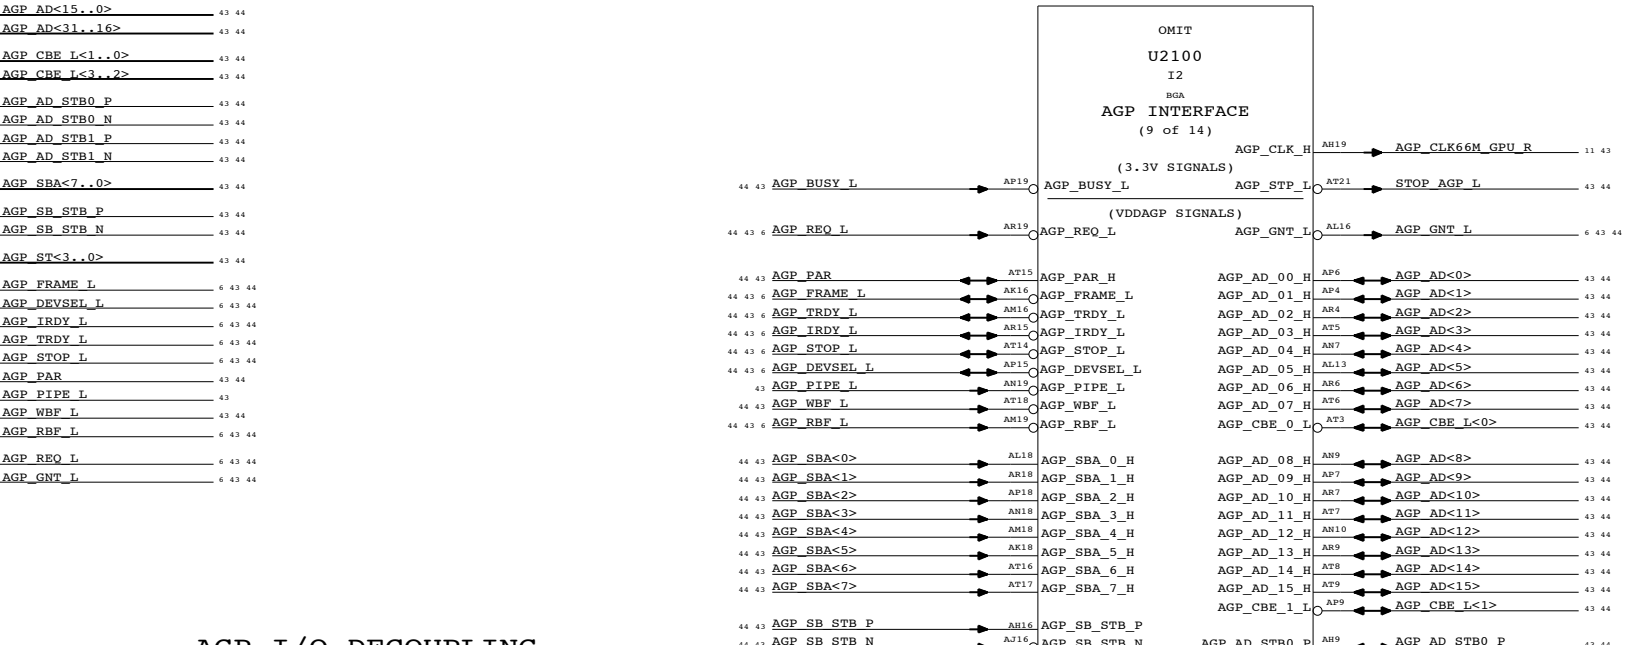 AGP_AD<15..0> 43 44
AGP_AD<31..16> 43 44
AGP_CBE_L<1..0> 43 44
AGP_CBE_L<3..2> 43 44
AGP_AD_STB0_P 43 44
AGP_AD_STB0_N 43 44
AGP_AD_STB1_P 43 44
AGP_AD_STB1_N 43 44
AGP_SBA<7..0> 43 44
AGP_SB_STB_P 43 44
AGP_SB_STB_N 43 44
AGP_ST<3..0> 43 44
AGP_FRAME_L 6 43 44
AGP_DEVSEL_L 6 43 44
AGP_IRDY_L 6 43 44
AGP_TRDY_L 6 43 44
AGP_STOP_L 6 43 44
AGP_PAR 43 44
AGP_PIPE_L 43
AGP_WBF_L 43 44
AGP_RBF_L 6 43 44
AGP_REQ_L 6 43 44
AGP_GNT_L 6 43 44
AGP I/O DECOUPLING
OMIT
U2100
I2
BGA
AGP INTERFACE
(9 of 14)
AGP_CLK_H AH19 AGP_CLK66M_GPU_R 11 43
(3.3V SIGNALS)
44 43 AGP_BUSY_L AP19 AGP_BUSY_L AGP_STP_L AT21 STOP_AGP_L 43 44
(VDDAGP SIGNALS)
44 43 6 AGP_REQ_L AR19 AGP_REQ_L AGP_GNT_L AL16 AGP_GNT_L 6 43 44
44 43 AGP_PAR AT15 AGP_PAR_H AGP_AD_00_H AP6 AGP_AD<0> 43 44
44 43 6 AGP_FRAME_L AK16 AGP_FRAME_L AGP_AD_01_H AP4 AGP_AD<1> 43 44
44 43 6 AGP_TRDY_L AM16 AGP_TRDY_L AGP_AD_02_H AR4 AGP_AD<2> 43 44
44 43 6 AGP_IRDY_L AR15 AGP_IRDY_L AGP_AD_03_H AT5 AGP_AD<3> 43 44
44 43 6 AGP_STOP_L AT14 AGP_STOP_L AGP_AD_04_H AN7 AGP_AD<4> 43 44
44 43 6 AGP_DEVSEL_L AP15 AGP_DEVSEL_L AGP_AD_05_H AL13 AGP_AD<5> 43 44
43 AGP_PIPE_L AN19 AGP_PIPE_L AGP_AD_06_H AR6 AGP_AD<6> 43 44
44 43 AGP_WBF_L AT18 AGP_WBF_L AGP_AD_07_H AT6 AGP_AD<7> 43 44
44 43 6 AGP_RBF_L AM19 AGP_RBF_L AGP_CBE_0_L AT3 AGP_CBE_L<0> 43 44
44 43 AGP_SBA<0> AL18 AGP_SBA_0_H AGP_AD_08_H AN9 AGP_AD<8> 43 44
44 43 AGP_SBA<1> AR18 AGP_SBA_1_H AGP_AD_09_H AP7 AGP_AD<9> 43 44
44 43 AGP_SBA<2> AP18 AGP_SBA_2_H AGP_AD_10_H AR7 AGP_AD<10> 43 44
44 43 AGP_SBA<3> AN18 AGP_SBA_3_H AGP_AD_11_H AT7 AGP_AD<11> 43 44
44 43 AGP_SBA<4> AM18 AGP_SBA_4_H AGP_AD_12_H AN10 AGP_AD<12> 43 44
44 43 AGP_SBA<5> AK18 AGP_SBA_5_H AGP_AD_13_H AR9 AGP_AD<13> 43 44
44 43 AGP_SBA<6> AT16 AGP_SBA_6_H AGP_AD_14_H AT8 AGP_AD<14> 43 44
44 43 AGP_SBA<7> AT17 AGP_SBA_7_H AGP_AD_15_H AT9 AGP_AD<15> 43 44
AGP_CBE_1_L AP9 AGP_CBE_L<1> 43 44
44 43 AGP_SB_STB_P AH16 AGP_SB_STB_P
44 43 AGP_SB_STB_N AJ16 AGP_SB_STB_N AGP_AD_STB0_P AH9 AGP_AD_STB0_P 43 44